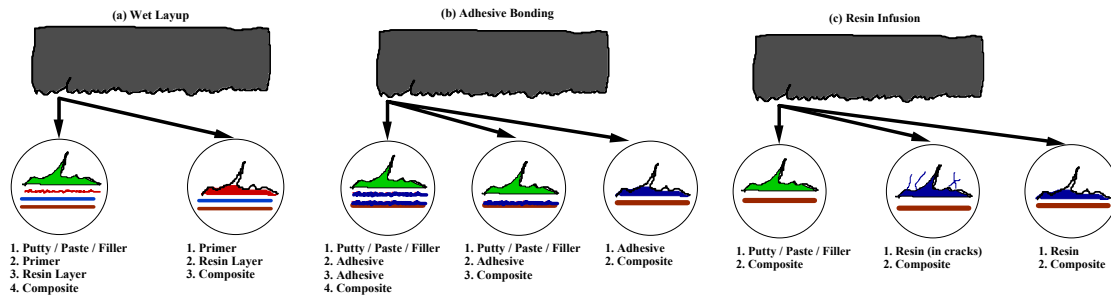 (a) Wet Layup
(b) Adhesive Bonding
(c) Resin Infusion
1. Putty / Paste / Filler
2. Primer
3. Resin Layer
4. Composite
1. Primer
2. Resin Layer
3. Composite
1. Putty / Paste / Filler
2. Adhesive
3. Adhesive
4. Composite
1. Putty / Paste / Filler
2. Adhesive
3. Composite
1. Adhesive
2. Composite
1. Putty / Paste / Filler
2. Composite
1. Resin (in cracks)
2. Composite
1. Resin
2. Composite